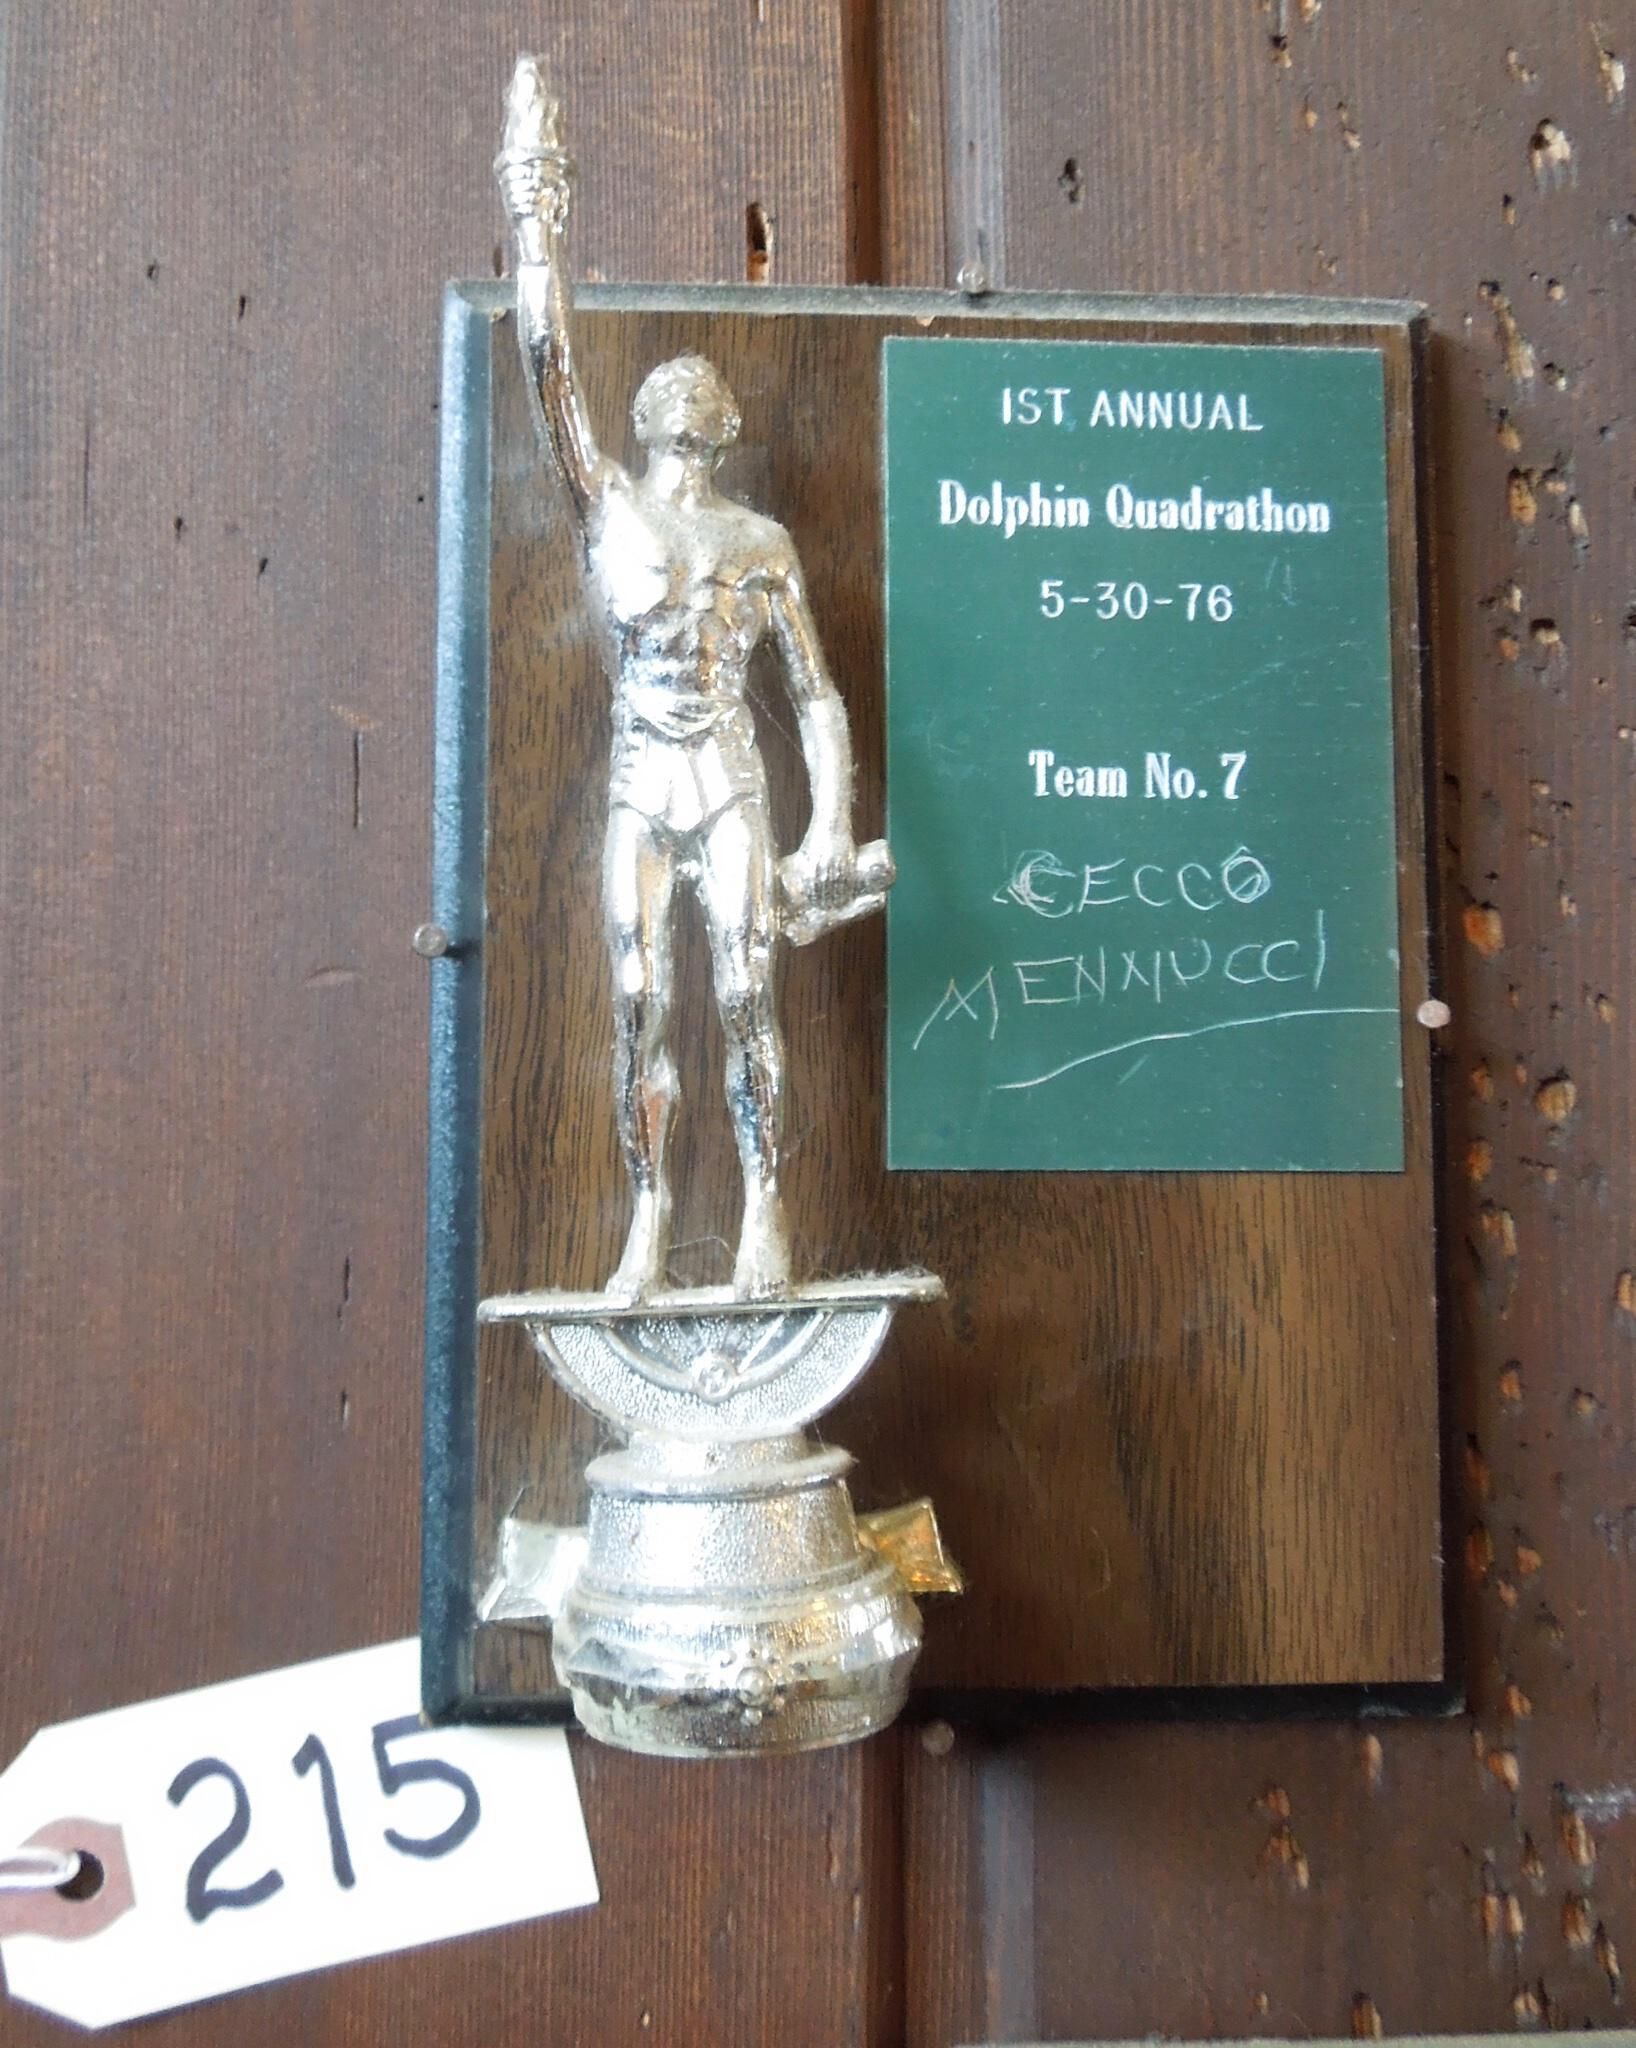 1ST ANNUAL
Dolphin Quadrathon
5-30-76
Team No. 7
CECCO
MENNUCCI
215